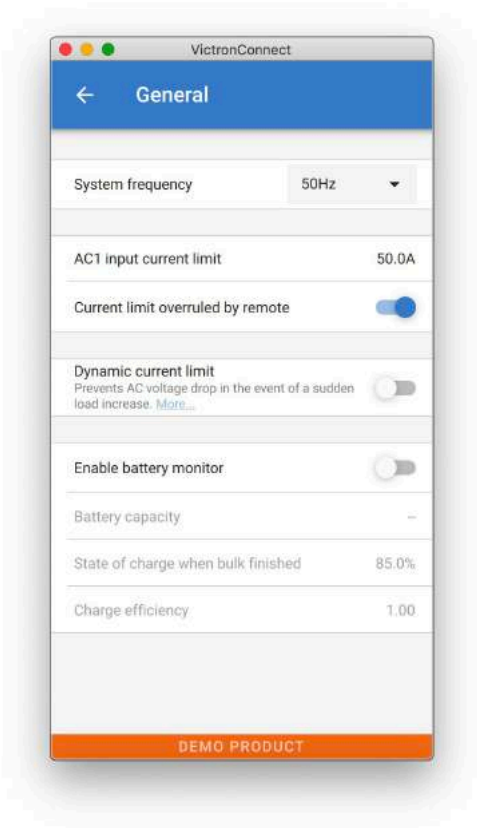 VictronConnect
General
System frequency 50Hz
AC1 input current limit 50.0A
Current limit overruled by remote
Dynamic current limit
Prevents AC voltage drop in the event of a sudden
load increase. More...
Enable battery monitor
Battery capacity --
State of charge when bulk finished 85.0%
Charge efficiency 1.00
DEMO PRODUCT